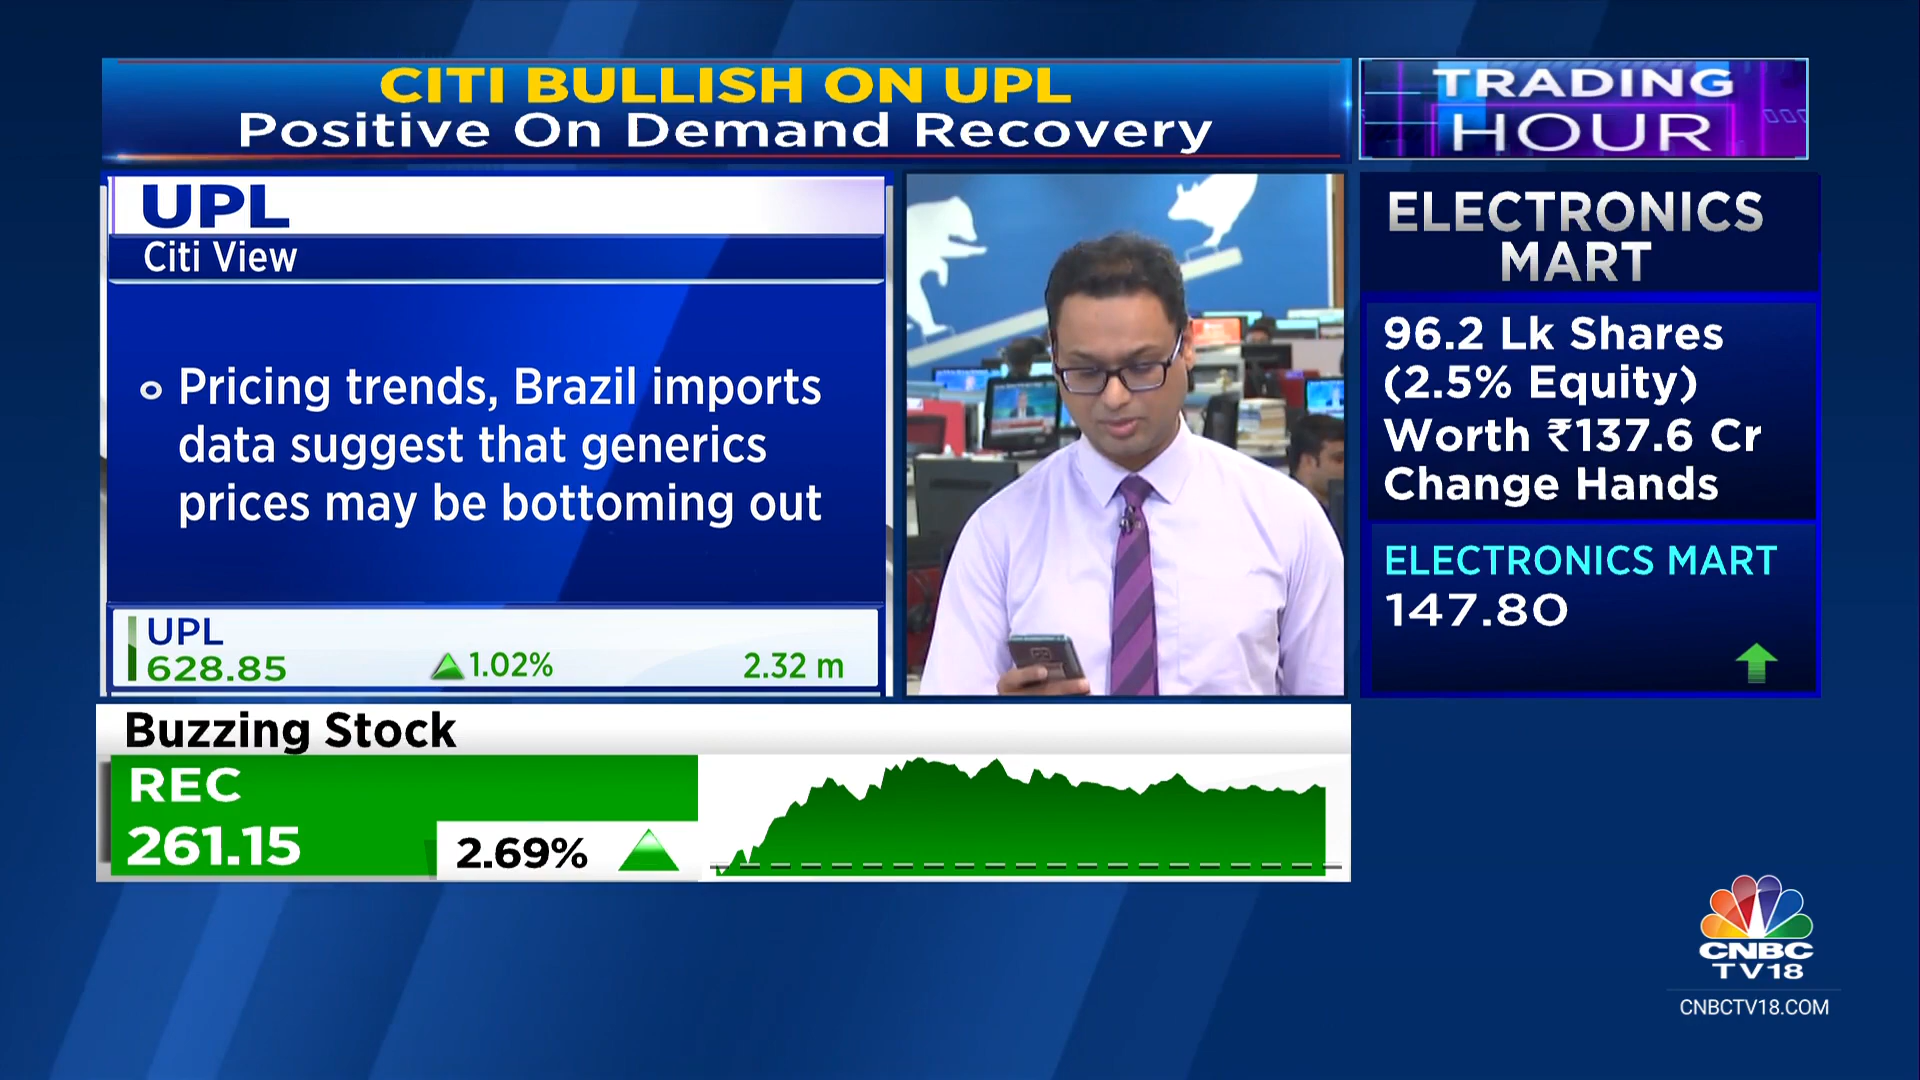 CITI BULLISH ON UPL
Positive On Demand Recovery
TRADING
HOUR
UPL
Citi View
Pricing trends, Brazil imports
data suggest that generics
prices may be bottoming out
UPL
628.85
1.02%
2.32 m
ELECTRONICS
MART
96.2 Lk Shares
(2.5% Equity)
Worth ₹137.6 Cr
Change Hands
ELECTRONICS MART
147.80
Buzzing Stock
REC
261.15
2.69%
CNBC
TV18
CNBCTV18.COM